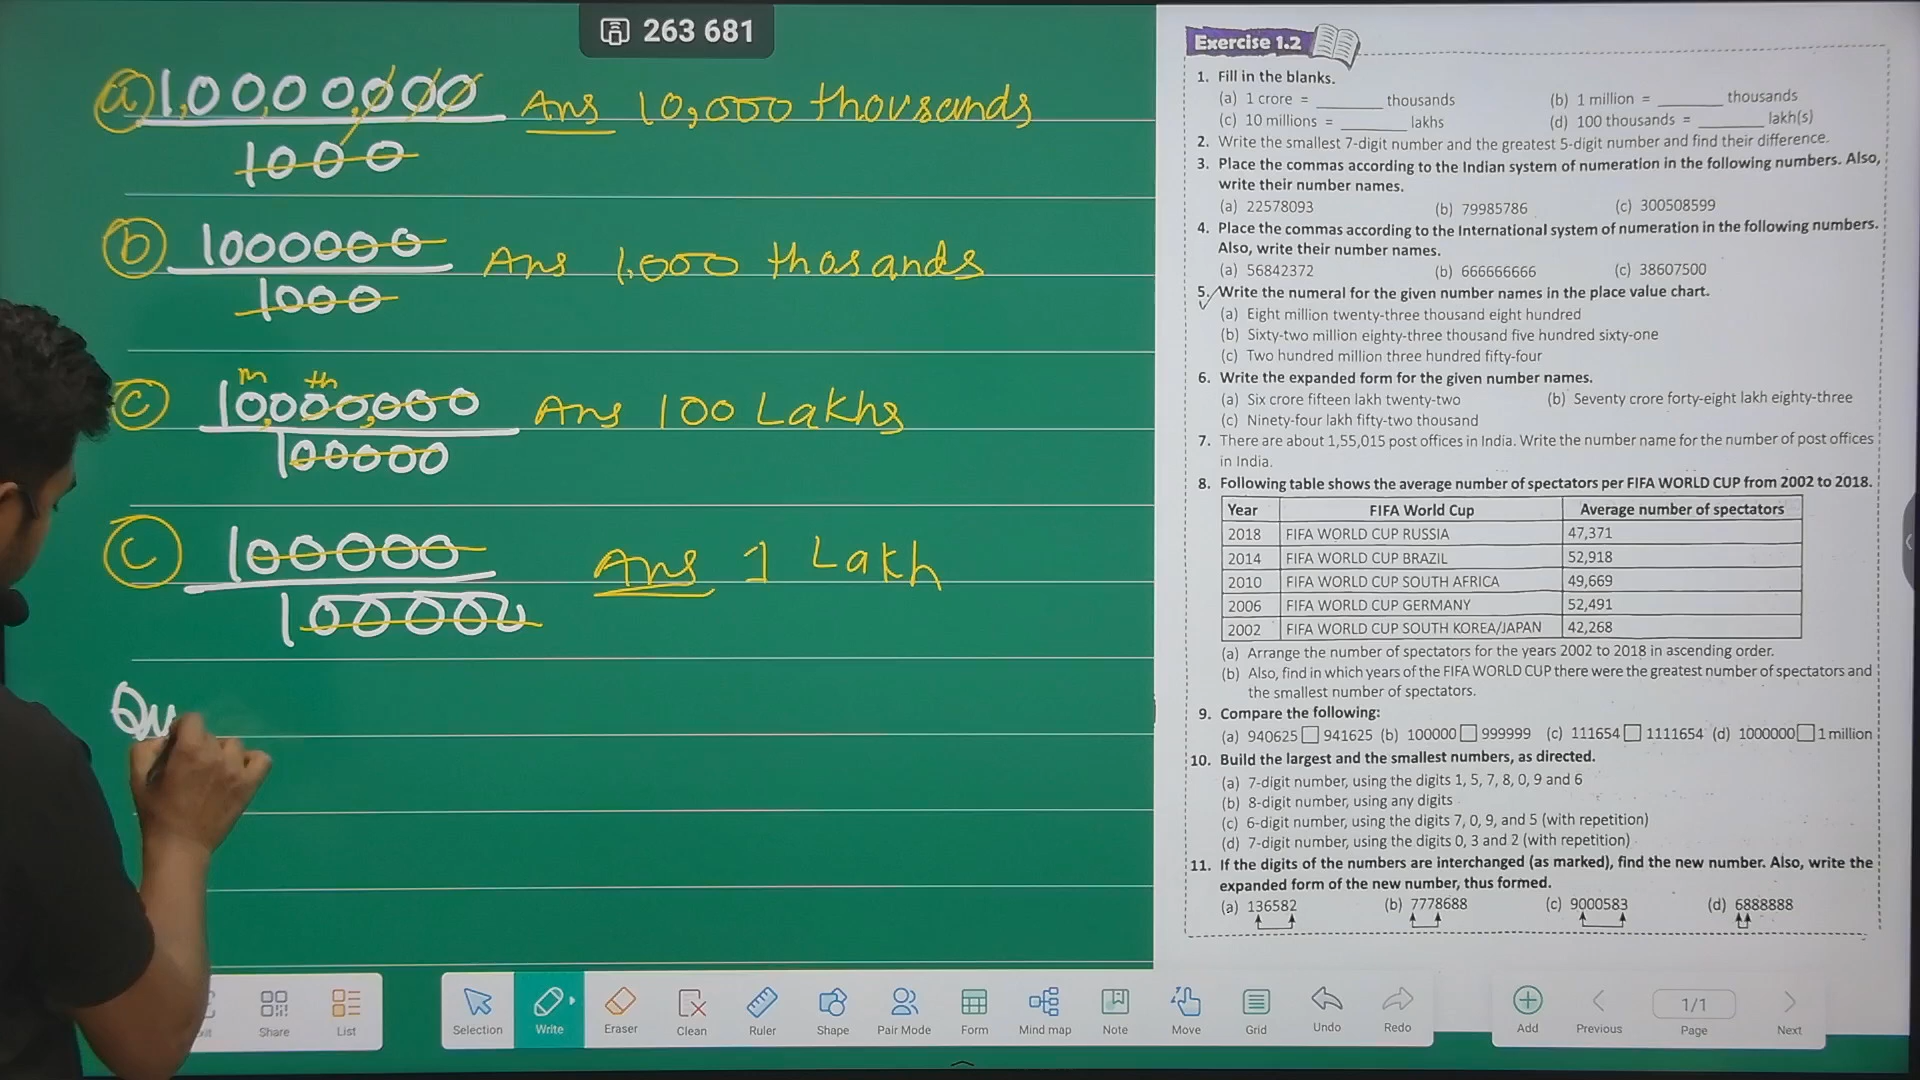 263 681
(a) 1,0000,000 Ans 10,000 thousands
1000
(b) 1000000 Ans 1,000 thosands
1000
m th
(c) 10,000,000 Ans 100 Lakhs
100000
(c) 100000 Ans 1 Lakh
100000
Qu
Exercise 1.2
1. Fill in the blanks.
(a) 1 crore = ________ thousands (b) 1 million = ________ thousands
(c) 10 millions = ________ lakhs (d) 100 thousands = ________ lakh(s)
2. Write the smallest 7-digit number and the greatest 5-digit number and find their difference.
3. Place the commas according to the Indian system of numeration in the following numbers. Also,
write their number names.
(a) 22578093 (b) 79985786 (c) 300508599
4. Place the commas according to the International system of numeration in the following numbers.
Also, write their number names.
(a) 56842372 (b) 666666666 (c) 38607500
5. Write the numeral for the given number names in the place value chart.
(a) Eight million twenty-three thousand eight hundred
(b) Sixty-two million eighty-three thousand five hundred sixty-one
(c) Two hundred million three hundred fifty-four
6. Write the expanded form for the given number names.
(a) Six crore fifteen lakh twenty-two (b) Seventy crore forty-eight lakh eighty-three
(c) Ninety-four lakh fifty-two thousand
7. There are about 1,55,015 post offices in India. Write the number name for the number of post offices
in India.
8. Following table shows the average number of spectators per FIFA WORLD CUP from 2002 to 2018.
Year FIFA World Cup Average number of spectators
2018 FIFA WORLD CUP RUSSIA 47,371
2014 FIFA WORLD CUP BRAZIL 52,918
2010 FIFA WORLD CUP SOUTH AFRICA 49,669
2006 FIFA WORLD CUP GERMANY 52,491
2002 FIFA WORLD CUP SOUTH KOREA/JAPAN 42,268
(a) Arrange the number of spectators for the years 2002 to 2018 in ascending order.
(b) Also, find in which years of the FIFA WORLD CUP there were the greatest number of spectators and
the smallest number of spectators.
9. Compare the following:
(a) 940625 □ 941625 (b) 100000 □ 999999 (c) 111654 □ 1111654 (d) 1000000 □ 1 million
10. Build the largest and the smallest numbers, as directed.
(a) 7-digit number, using the digits 1, 5, 7, 8, 0, 9 and 6
(b) 8-digit number, using any digits
(c) 6-digit number, using the digits 7, 0, 9, and 5 (with repetition)
(d) 7-digit number, using the digits 0, 3 and 2 (with repetition)
11. If the digits of the numbers are interchanged (as marked), find the new number. Also, write the
expanded form of the new number, thus formed.
(a) 136582 (b) 7778688 (c) 9000583 (d) 6888888
Share List Selection Write Eraser Clean Ruler Shape Pair Mode Form Mind map Note Move Grid Undo Redo Add Previous 1/1 Page Next